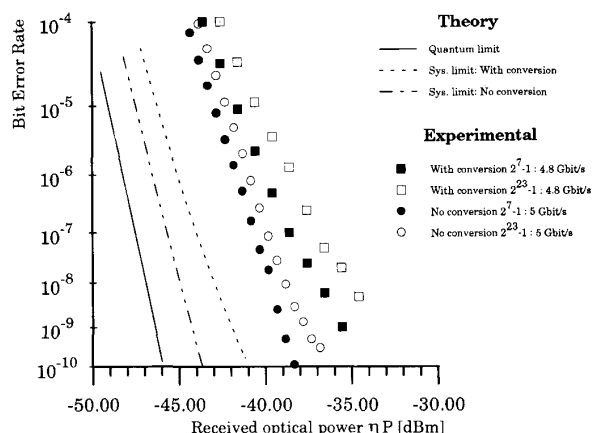 Bit Error Rate
10^-4
10^-5
10^-6
10^-7
10^-8
10^-9
10^-10
-50.00
-45.00
-40.00
-35.00
-30.00
Received optical power η P [dBm]
Theory
Quantum limit
Sys. limit: With conversion
Sys. limit: No conversion
Experimental
With conversion 2^7-1 : 4.8 Gbit/s
With conversion 2^23-1 : 4.8 Gbit/s
No conversion 2^7-1 : 5 Gbit/s
No conversion 2^23-1 : 5 Gbit/s